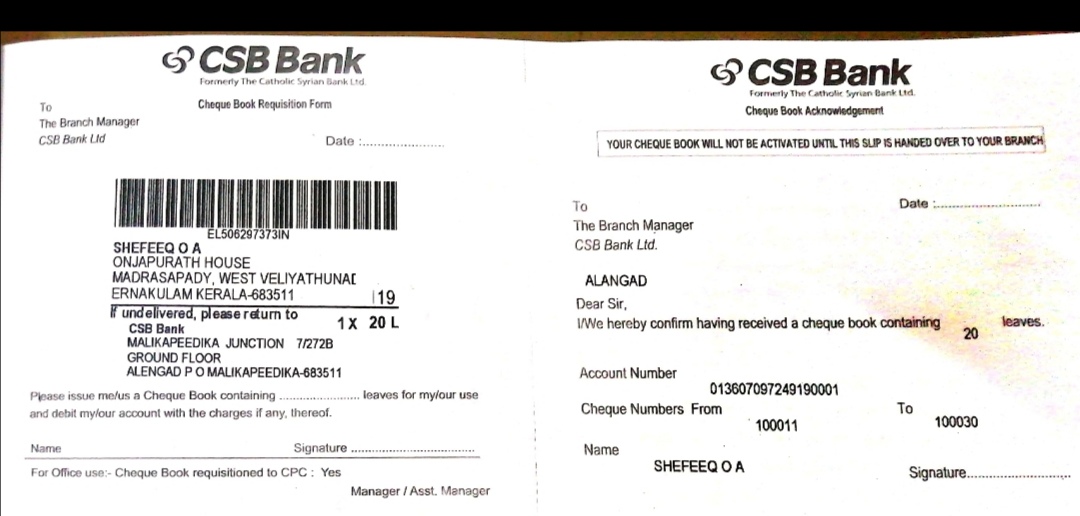 CSB Bank
Formerly The Catholic Syrian Bank Ltd.
Cheque Book Requisition Form
To
The Branch Manager
CSB Bank Ltd
Date :........................
EL506297373IN
SHEFEEQ O A
ONJAPURATH HOUSE
MADRASAPADY, WEST VELIYATHUNAD
ERNAKULAM KERALA-683511
19
If undelivered, please return to
1 X 20 L
CSB Bank
MALIKAPEEDIKA JUNCTION 7/272B
GROUND FLOOR
ALENGAD P O MALIKAPEEDIKA-683511
Please issue me/us a Cheque Book containing ........................ leaves for my/our use
and debit my/our account with the charges if any, thereof.
Name Signature ....................................
For Office use:- Cheque Book requisitioned to CPC : Yes
Manager / Asst. Manager
CSB Bank
Formerly The Catholic Syrian Bank Ltd.
Cheque Book Acknowledgement
YOUR CHEQUE BOOK WILL NOT BE ACTIVATED UNTIL THIS SLIP IS HANDED OVER TO YOUR BRANCH
To
Date :..............................
The Branch Manager
CSB Bank Ltd.
ALANGAD
Dear Sir,
I/We hereby confirm having received a cheque book containing 20 leaves.
Account Number
013607097249190001
Cheque Numbers From To
100011 100030
Name
SHEFEEQ O A
Signature..............................